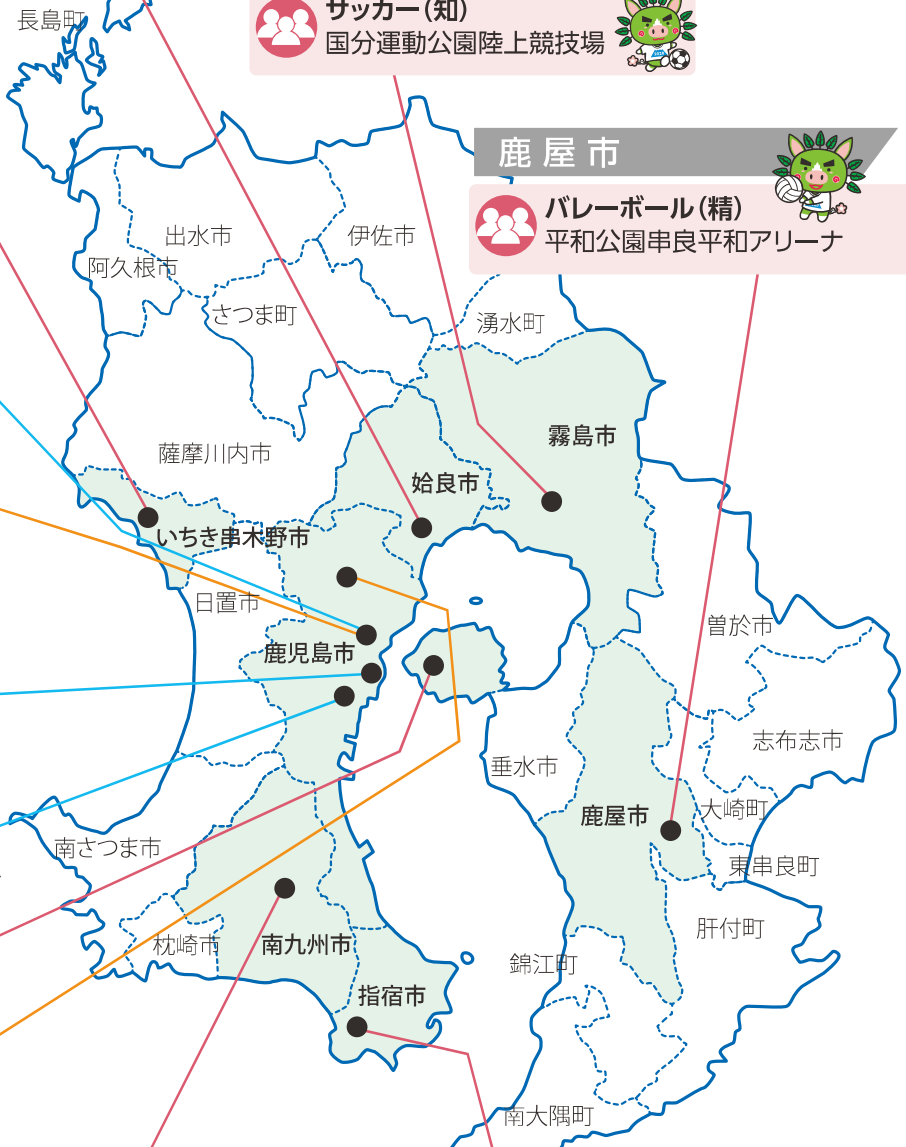 長島町
サッカー（知）
国分運動公園陸上競技場
鹿屋市
バレーボール（精）
平和公園串良平和アリーナ
出水市
伊佐市
阿久根市
さつま町
湧水町
霧島市
薩摩川内市
姶良市
いちき串木野市
日置市
鹿児島市
曽於市
志布志市
垂水市
鹿屋市
大崎町
南さつま市
東串良町
肝付町
枕崎市
南九州市
錦江町
指宿市
南大隅町